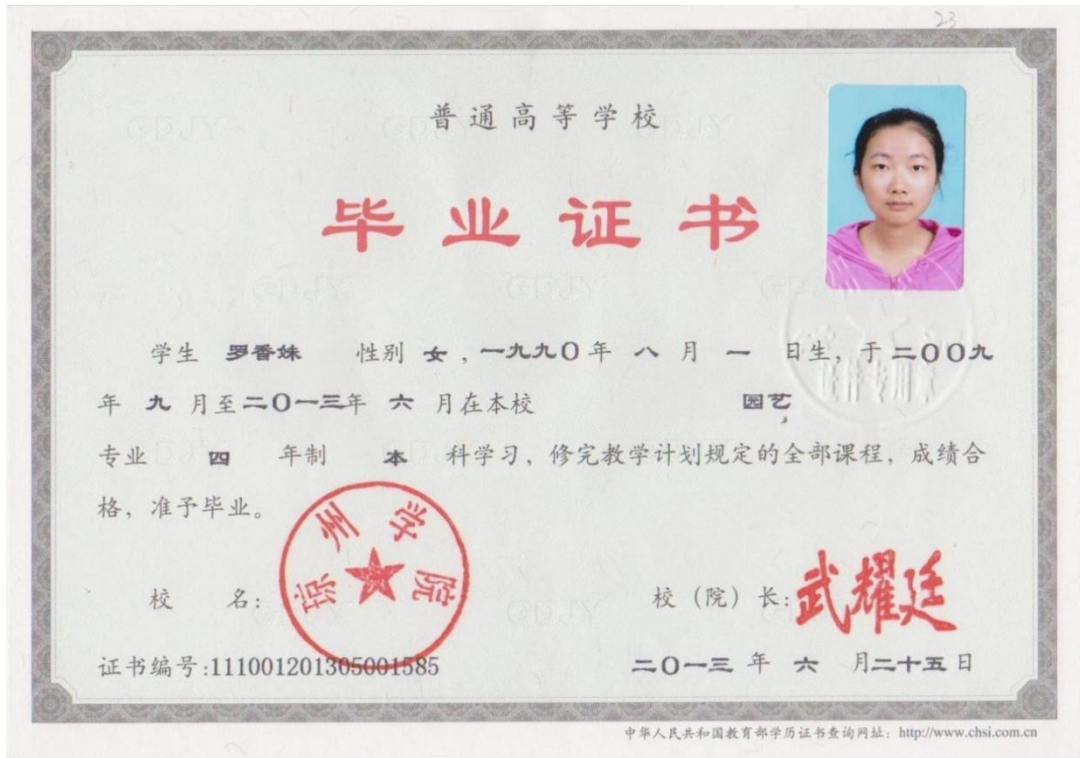 23
普通高等学校
毕业证书
学生 罗香妹 性别 女，一九九〇年 八 月 一 日生，于二〇〇九
年 九 月至二〇一三年 六 月在本校 园艺
专业 四 年制 本 科学习，修完教学计划规定的全部课程，成绩合
格，准予毕业。
琼州学院
校 名： 校（院）长：武耀廷
证书编号:111001201305001585 二〇一三 年 六 月二十五日
中华人民共和国教育部学历证书查询网址：http://www.chsi.com.cn